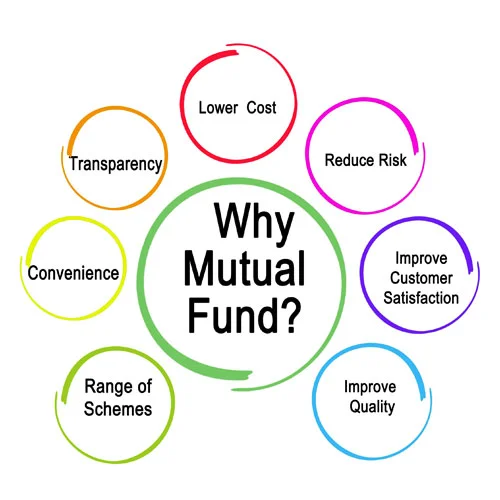 Why
Mutual
Fund?
Lower Cost
Reduce Risk
Improve
Customer
Satisfaction
Improve
Quality
Range of
Schemes
Convenience
Transparency